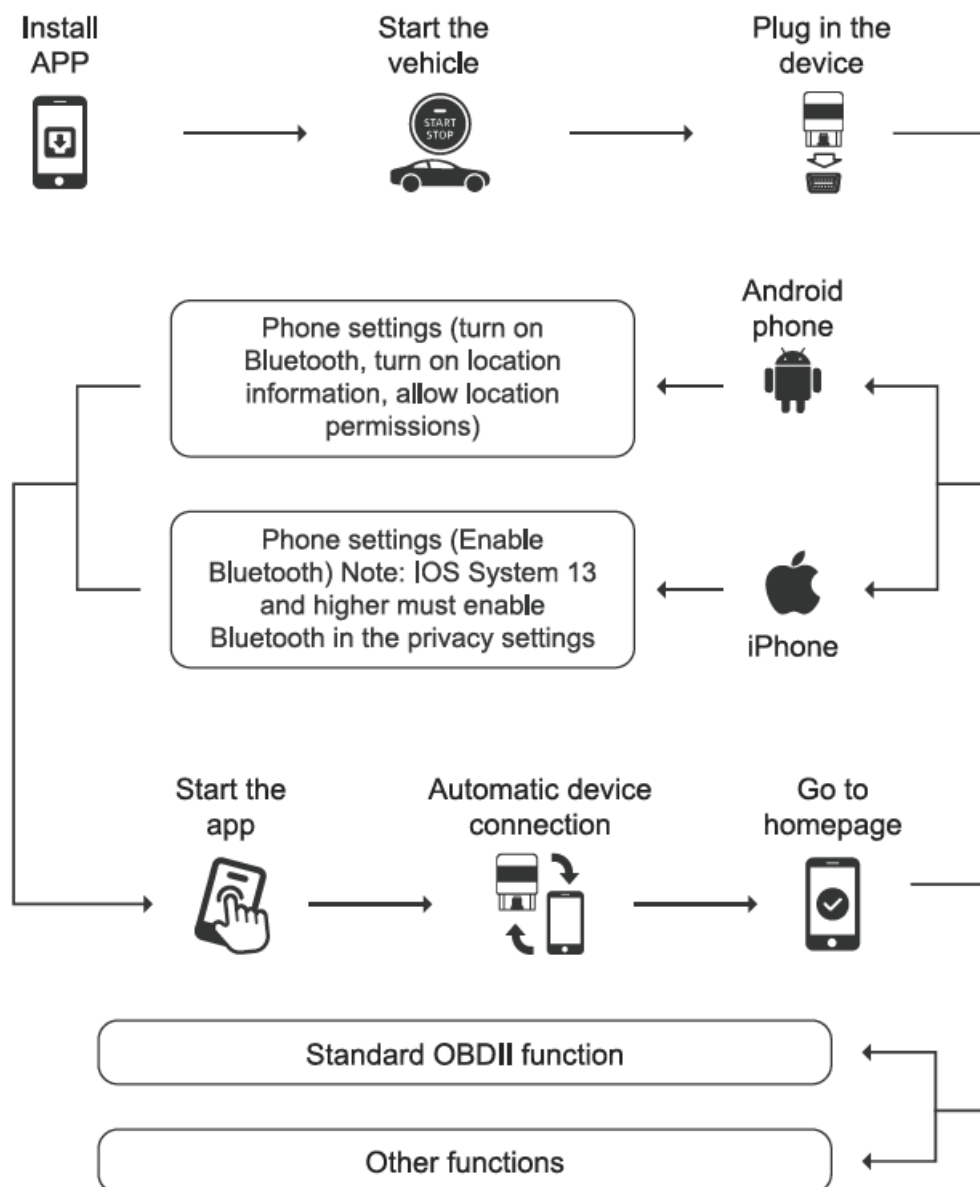 Install
APP
Start the
vehicle
Plug in the
device
START
STOP
Android
phone
Phone settings (turn on
Bluetooth, turn on location
information, allow location
permissions)
Phone settings (Enable
Bluetooth) Note: IOS System 13
and higher must enable
Bluetooth in the privacy settings
iPhone
Start the
app
Automatic device
connection
Go to
homepage
Standard OBDII function
Other functions